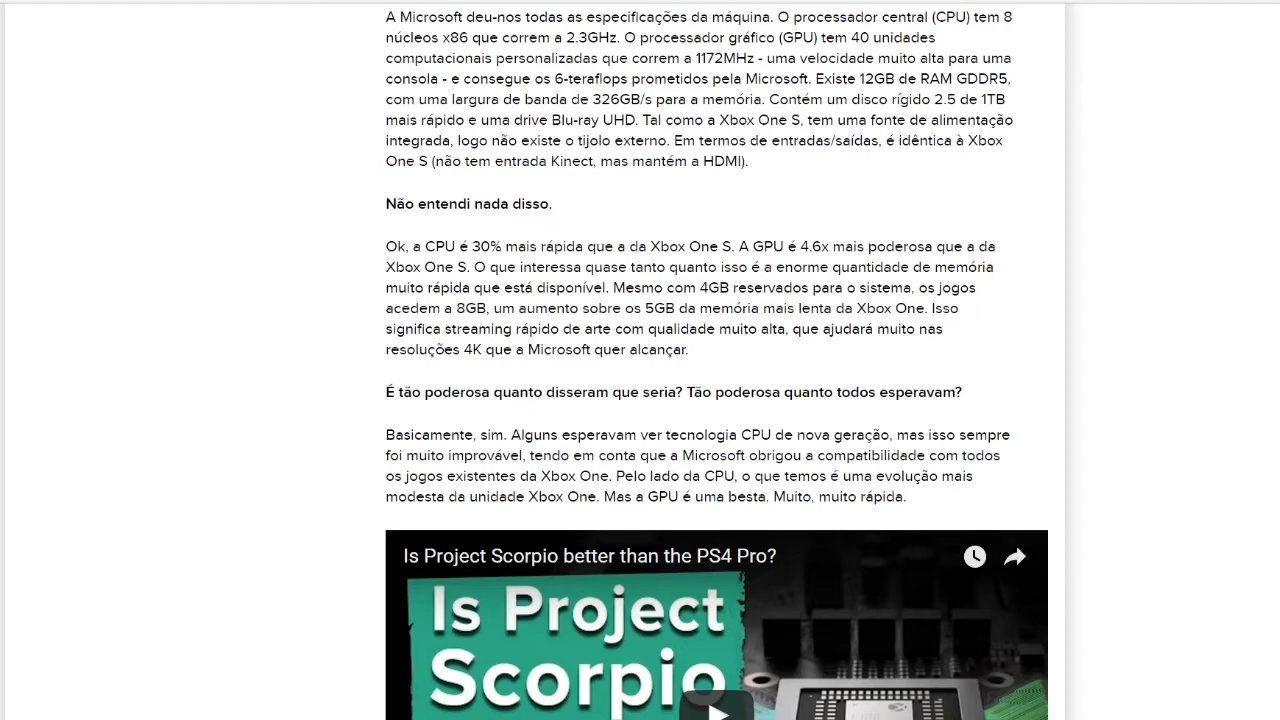 A Microsoft deu-nos todas as especificações da máquina. O processador central (CPU) tem 8
núcleos x86 que correm a 2.3GHz. O processador gráfico (GPU) tem 40 unidades
computacionais personalizadas que correm a 1172MHz - uma velocidade muito alta para uma
consola - e consegue os 6-teraflops prometidos pela Microsoft. Existe 12GB de RAM GDDR5,
com uma largura de banda de 326GB/s para a memória. Contém um disco rígido 2.5 de 1TB
mais rápido e uma drive Blu-ray UHD. Tal como a Xbox One S, tem uma fonte de alimentação
integrada, logo não existe o tijolo externo. Em termos de entradas/saídas, é idêntica à Xbox
One S (não tem entrada Kinect, mas mantém a HDMI).
Não entendi nada disso.
Ok, a CPU é 30% mais rápida que a da Xbox One S. A GPU é 4.6x mais poderosa que a da
Xbox One S. O que interessa quase tanto quanto isso é a enorme quantidade de memória
muito rápida que está disponível. Mesmo com 4GB reservados para o sistema, os jogos
acedem a 8GB, um aumento sobre os 5GB da memória mais lenta da Xbox One. Isso
significa streaming rápido de arte com qualidade muito alta, que ajudará muito nas
resoluções 4K que a Microsoft quer alcançar.
É tão poderosa quanto disseram que seria? Tão poderosa quanto todos esperavam?
Basicamente, sim. Alguns esperavam ver tecnologia CPU de nova geração, mas isso sempre
foi muito improvável, tendo em conta que a Microsoft obrigou a compatibilidade com todos
os jogos existentes da Xbox One. Pelo lado da CPU, o que temos é uma evolução mais
modesta da unidade Xbox One. Mas a GPU é uma besta. Muito, muito rápida.
Is Project Scorpio better than the PS4 Pro?
Is Project
Scorpio